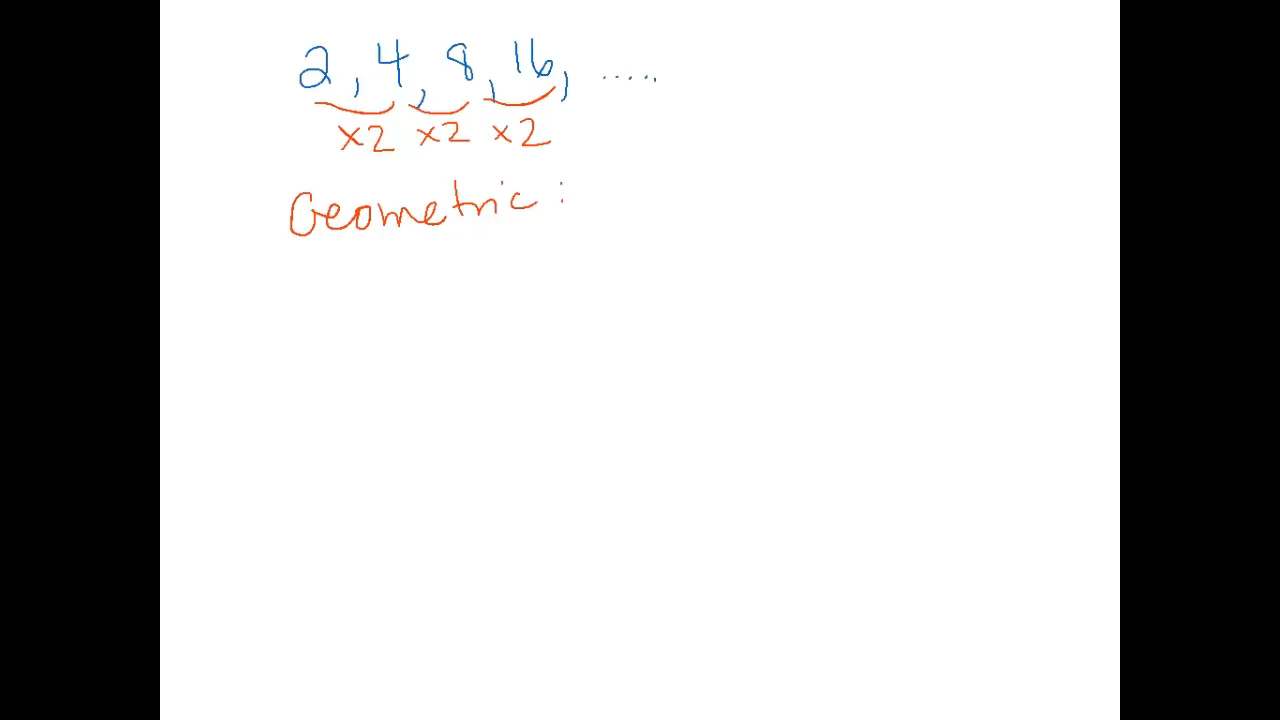 2, 4, 8, 16, .....
×2 ×2 ×2
Geometric :